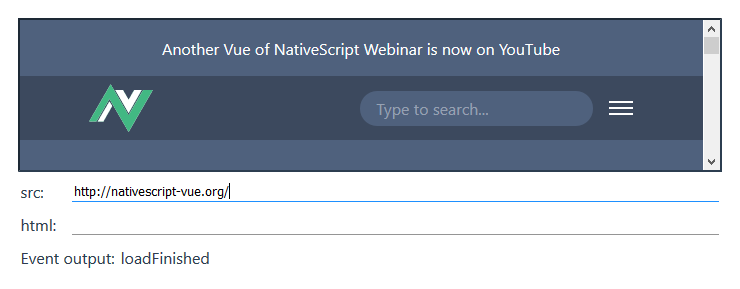 Another Vue of NativeScript Webinar is now on YouTube
Type to search...
src: http://nativescript-vue.org/
html:
Event output: loadFinished